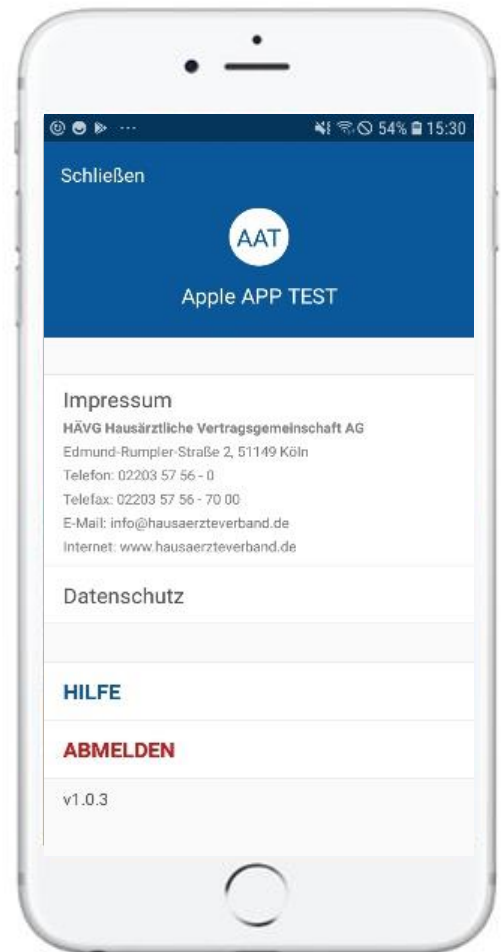 54% 15:30
Schließen
AAT
Apple APP TEST
Impressum
HÄVG Hausärztliche Vertragsgemeinschaft AG
Edmund-Rumpler-Straße 2, 51149 Köln
Telefon: 02203 57 56 - 0
Telefax: 02203 57 56 - 70 00
E-Mail: info@hausaerzteverband.de
Internet: www.hausaerzteverband.de
Datenschutz
HILFE
ABMELDEN
v1.0.3